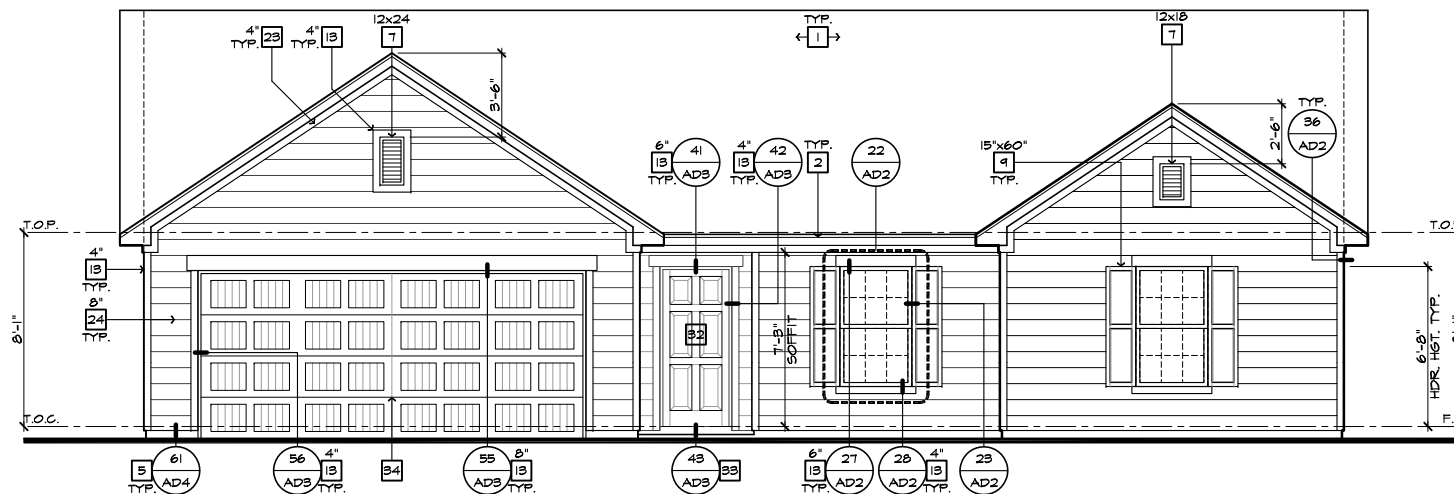 12x24
TYP.
12x18
4"
23
TYP.
4"
13
TYP.
7
1
7
3'-6"
2'-6"
TYP.
36
AD2
6"
13
TYP.
41
AD3
4"
13
TYP.
42
AD3
TYP.
2
22
AD2
15"x60"
9
TYP.
T.O.P.
T.O.
4"
13
TYP.
8"
24
TYP.
8'-1"
32
7'-3"
SOFFIT
6'-8"
HDR. HGT. TYP.
T.O.C.
F.
5
TYP.
61
AD4
56
AD3
4"
13
TYP.
34
55
AD3
8"
13
TYP.
43
AD3
33
6"
13
TYP.
27
AD2
28
AD2
4"
13
TYP.
23
AD2